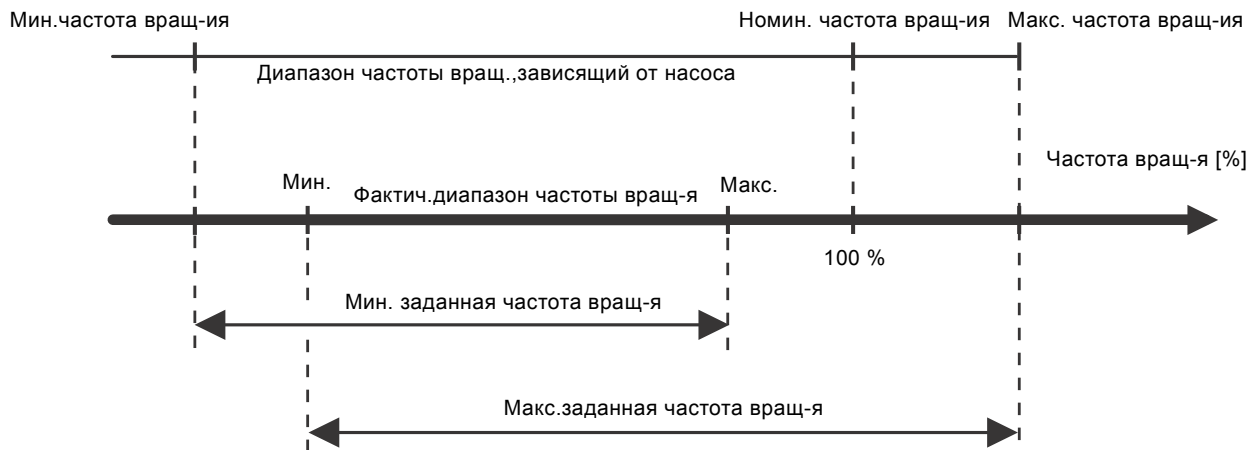 Мин.частота вращ-ия
Номин. частота вращ-ия
Макс. частота вращ-ия
Диапазон частоты вращ.,зависящий от насоса
Частота вращ-я [%]
Мин.
Фактич.диапазон частоты вращ-я
Макс.
100 %
Мин. заданная частота вращ-я
Макс.заданная частота вращ-я